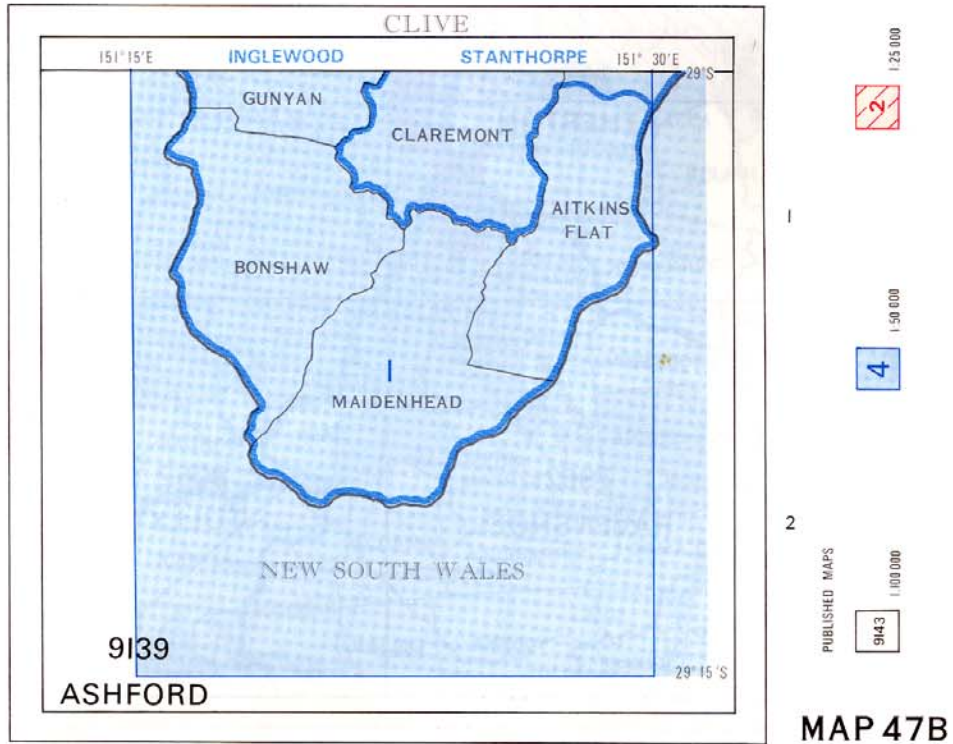 CLIVE
151° 15'E INGLEWOOD STANTHORPE 151° 30'E
29°S
GUNYAN
CLAREMONT
AITKINS
FLAT
BONSHAW
1
MAIDENHEAD
NEW SOUTH WALES
9139
29° 15'S
ASHFORD
1
2
2
1:25 000
4
1:50 000
PUBLISHED MAPS
9143
1:100 000
MAP 47B